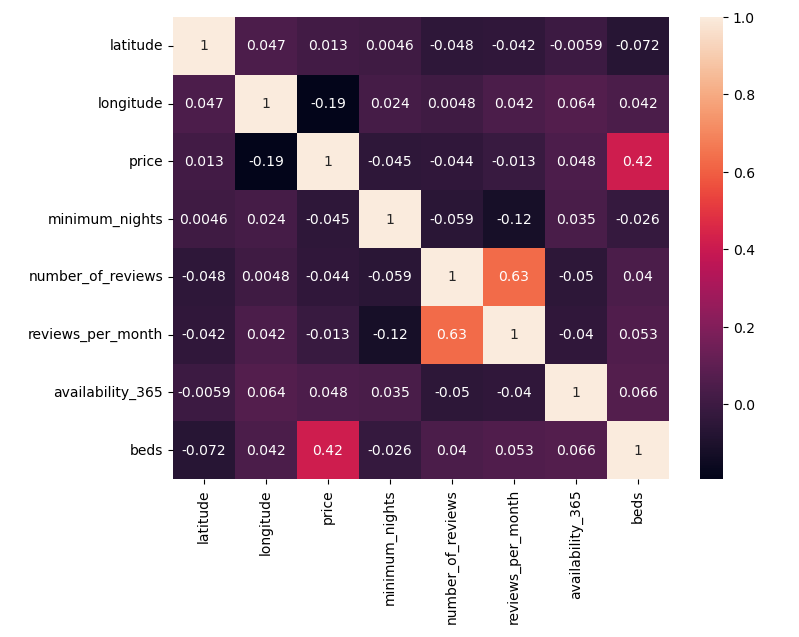 latitude 1 0.047 0.013 0.0046 -0.048 -0.042 -0.0059 -0.072
longitude 0.047 1 -0.19 0.024 0.0048 0.042 0.064 0.042
price 0.013 -0.19 1 -0.045 -0.044 -0.013 0.048 0.42
minimum_nights 0.0046 0.024 -0.045 1 -0.059 -0.12 0.035 -0.026
number_of_reviews -0.048 0.0048 -0.044 -0.059 1 0.63 -0.05 0.04
reviews_per_month -0.042 0.042 -0.013 -0.12 0.63 1 -0.04 0.053
availability_365 -0.0059 0.064 0.048 0.035 -0.05 -0.04 1 0.066
beds -0.072 0.042 0.42 -0.026 0.04 0.053 0.066 1
latitude
longitude
price
minimum_nights
number_of_reviews
reviews_per_month
availability_365
beds
1.0
0.8
0.6
0.4
0.2
0.0